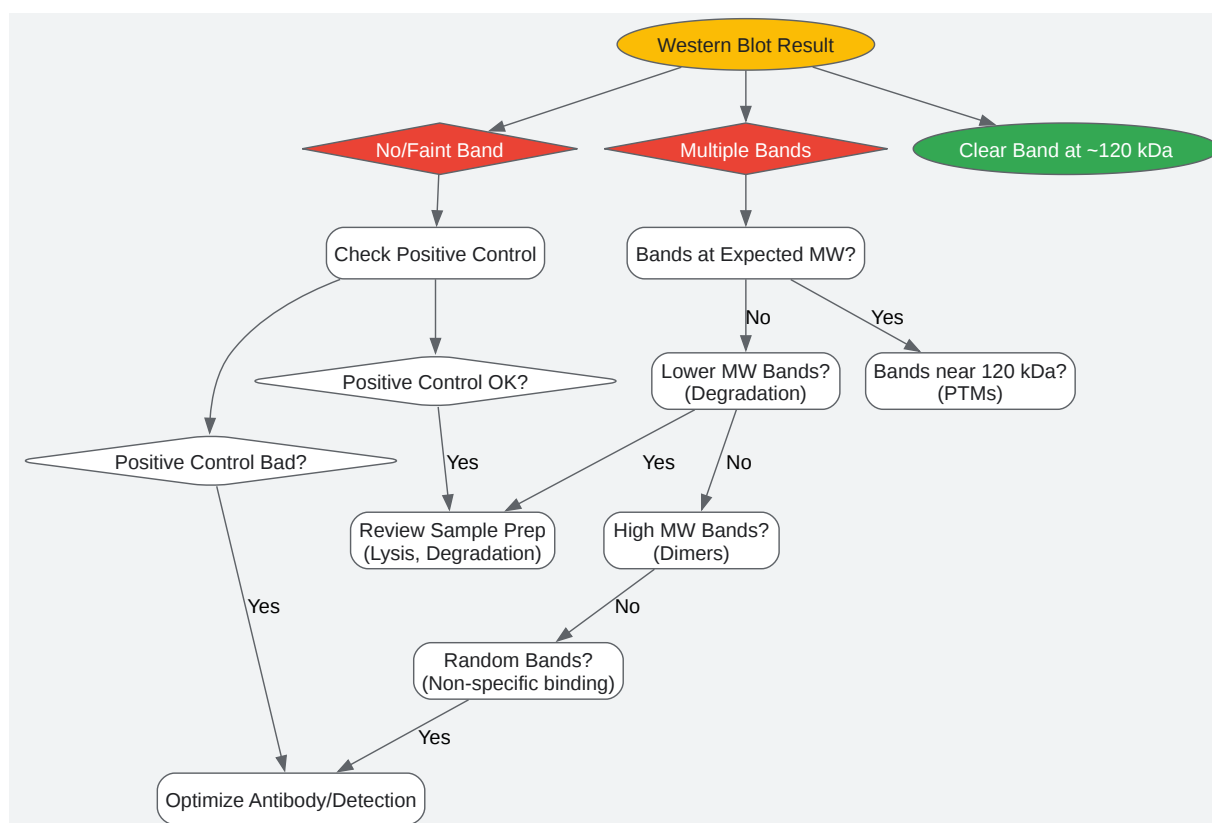 Western Blot Result
No/Faint Band
Multiple Bands
Clear Band at ~120 kDa
Check Positive Control
Bands at Expected MW?
No
Yes
Positive Control OK?
Lower MW Bands?
(Degradation)
Bands near 120 kDa?
(PTMs)
Positive Control Bad?
Yes
Yes
No
Review Sample Prep
(Lysis, Degradation)
High MW Bands?
(Dimers)
Yes
No
Random Bands?
(Non-specific binding)
Yes
Optimize Antibody/Detection